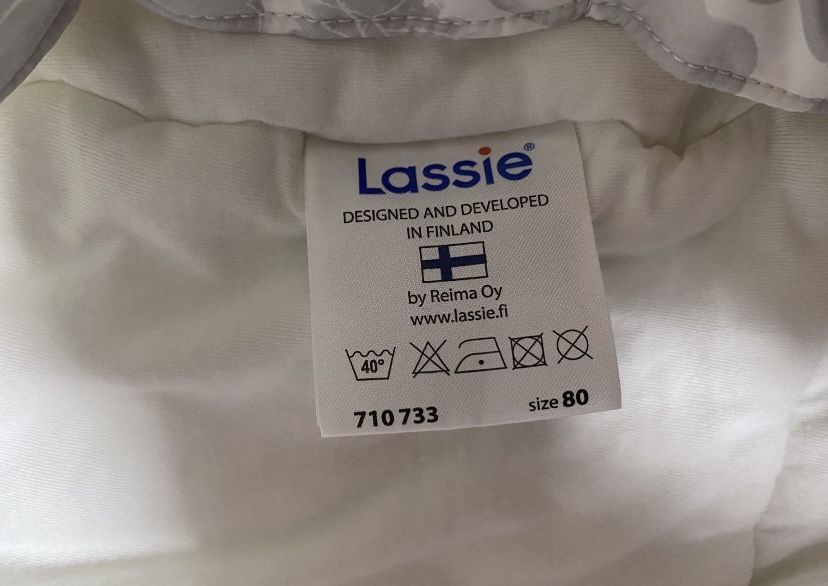 Lassie®
DESIGNED AND DEVELOPED
IN FINLAND
by Reima Oy
www.lassie.fi
40°
710 733 size 80